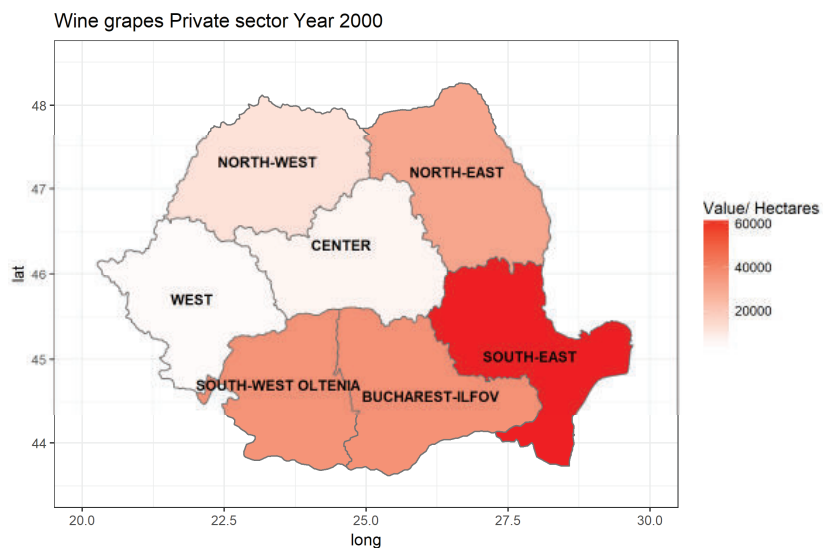 Wine grapes Private sector Year 2000
lat
48
47
46
45
44
NORTH-WEST
NORTH-EAST
CENTER
WEST
SOUTH-EAST
SOUTH-WEST OLTENIA
BUCHAREST-ILFOV
Value/ Hectares
60000
40000
20000
20.0
22.5
25.0
27.5
30.0
long